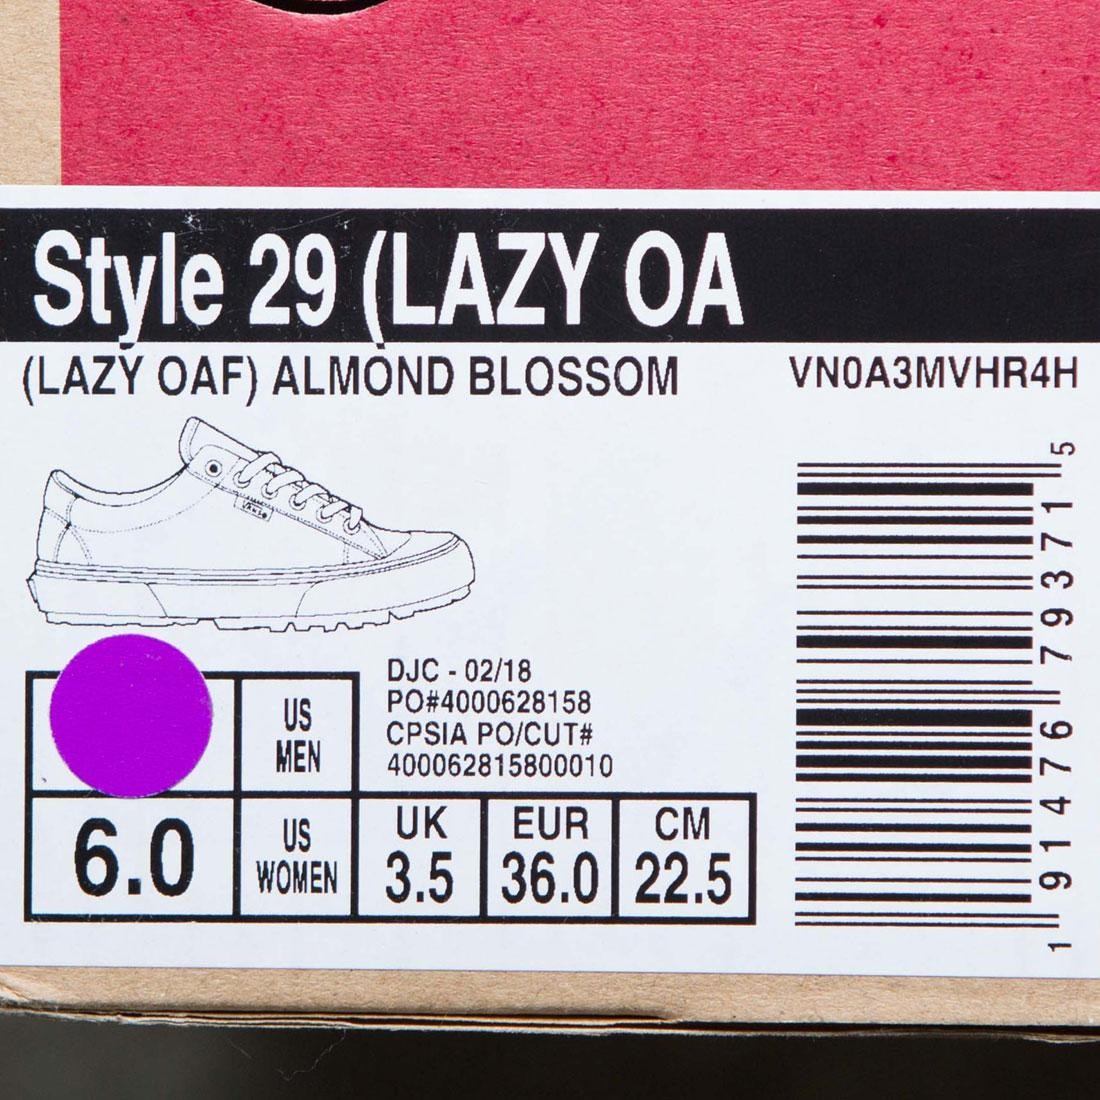 Style 29 (LAZY OA
(LAZY OAF) ALMOND BLOSSOM
VN0A3MVHR4H
VANS
DJC - 02/18
PO#4000628158
CPSIA PO/CUT#
400062815800010
US
MEN
6.0
US
WOMEN
UK
3.5
EUR
36.0
CM
22.5
1 91476 79371 5